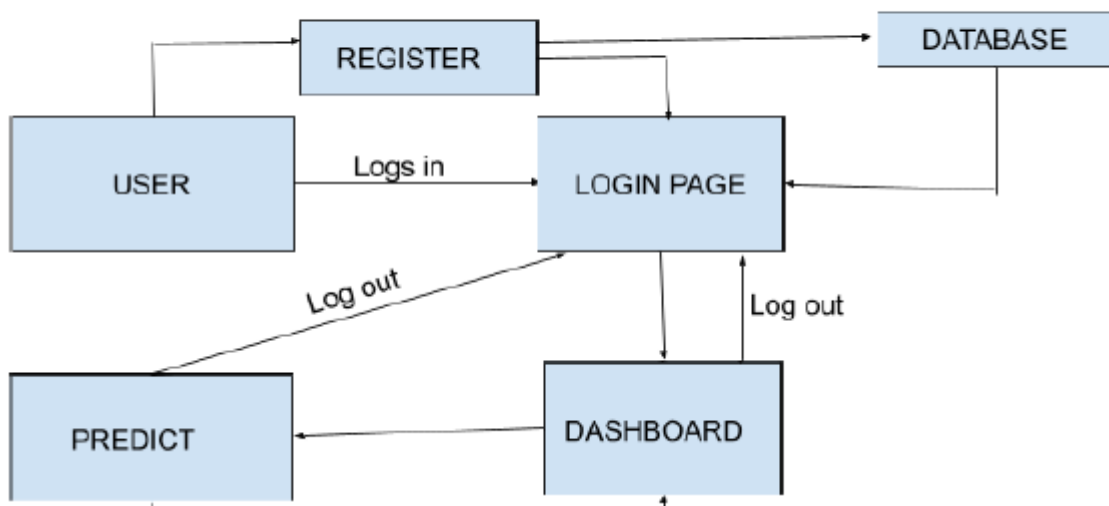 REGISTER
DATABASE
USER
Logs in
LOGIN PAGE
Log out
Log out
PREDICT
DASHBOARD